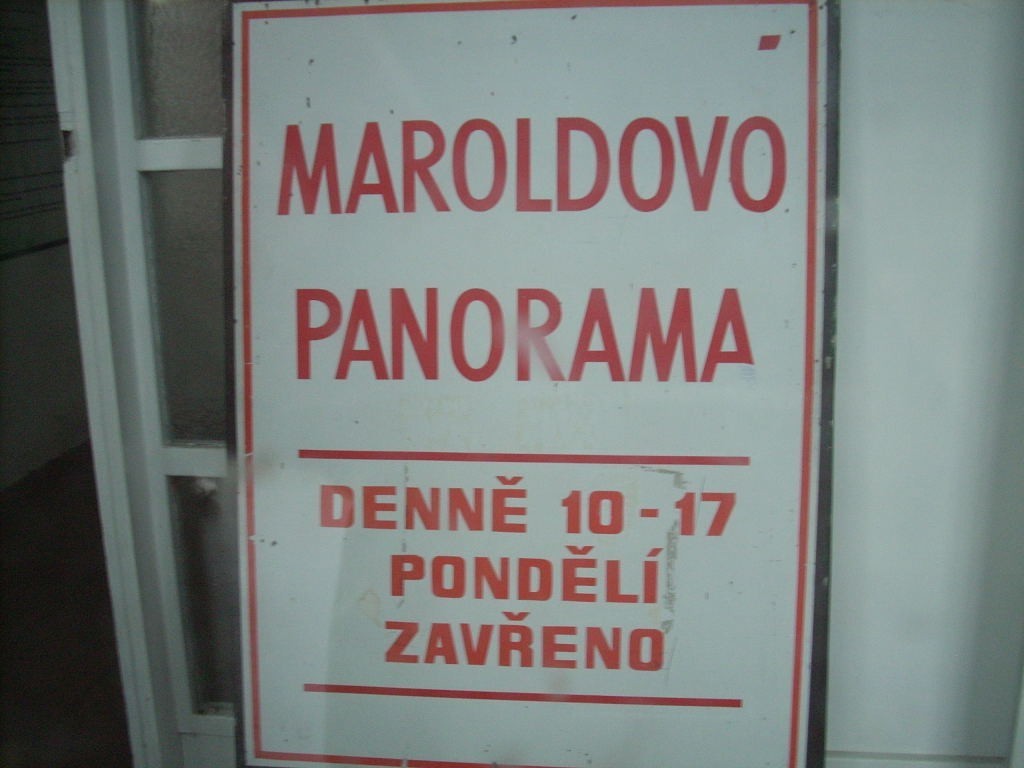 MAROLDOVO
PANORAMA
DENNĚ 10 - 17
PONDĚLÍ
ZAVŘENO